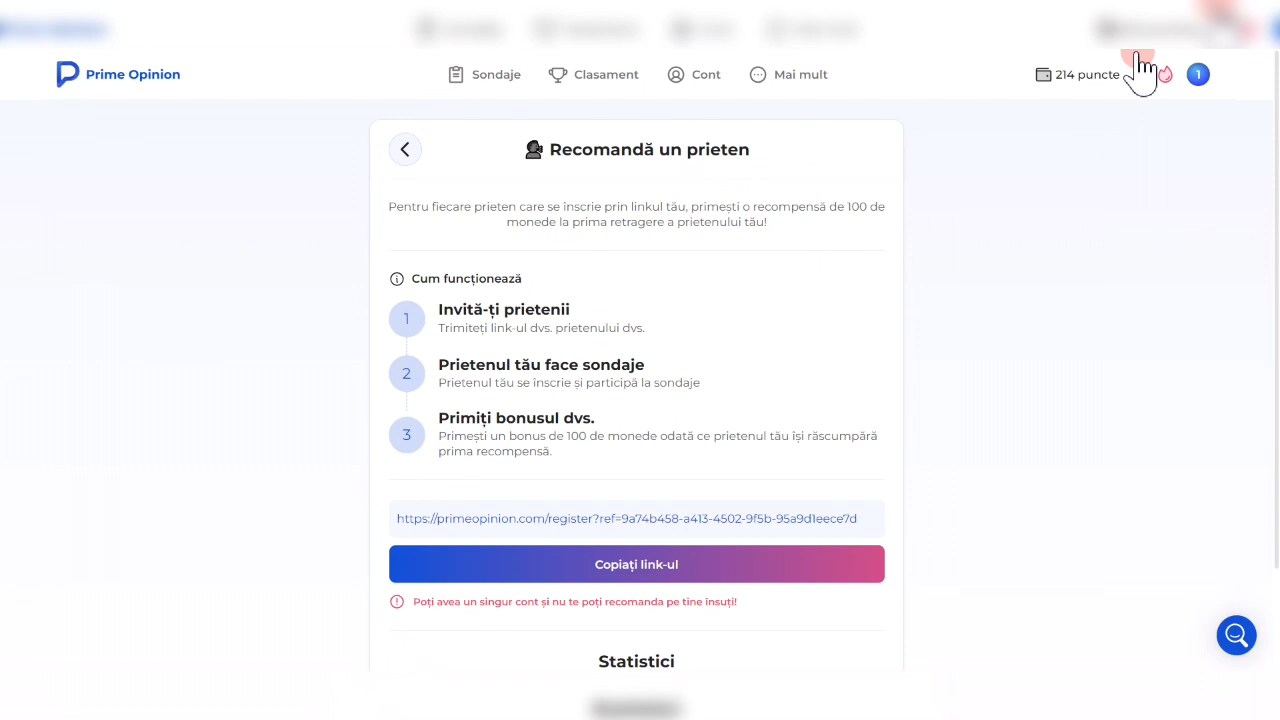 Prime Opinion
Sondaje
Clasament
Cont
Mai mult
214 puncte
1
Recomandă un prieten
Pentru fiecare prieten care se înscrie prin linkul tău, primești o recompensă de 100 de
monede la prima retragere a prietenului tău!
Cum funcționează
1
Invită-ți prietenii
Trimiteți link-ul dvs. prietenului dvs.
2
Prietenul tău face sondaje
Prietenul tău se înscrie și participă la sondaje
3
Primiți bonusul dvs.
Primești un bonus de 100 de monede odată ce prietenul tău își răscumpără
prima recompensă.
https://primeopinion.com/register?ref=9a74b458-a413-4502-9f5b-95a9d1eece7d
Copiați link-ul
Poți avea un singur cont și nu te poți recomanda pe tine însuți!
Statistici